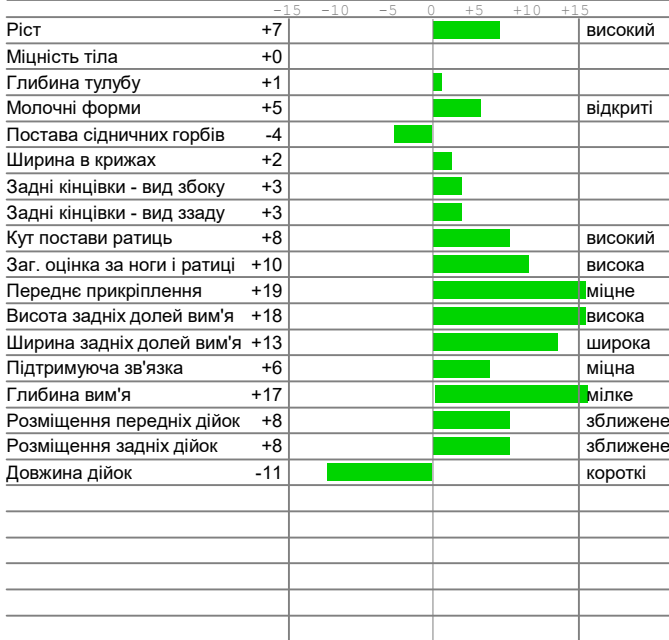 -15 -10 -5 0 +5 +10 +15
Ріст +7 високий
Міцність тіла +0
Глибина тулубу +1
Молочні форми +5 відкриті
Постава сідничних горбів -4
Ширина в крижах +2
Задні кінцівки - вид збоку +3
Задні кінцівки - вид ззаду +3
Кут постави ратиць +8 високий
Заг. оцінка за ноги і ратиці +10 висока
Переднє прикріплення +19 міцне
Висота задніх долей вим'я +18 висока
Ширина задніх долей вим'я +13 широка
Підтримуюча зв'язка +6 міцна
Глибина вим'я +17 мілке
Розміщення передніх дійок +8 зближене
Розміщення задніх дійок +8 зближене
Довжина дійок -11 короткі